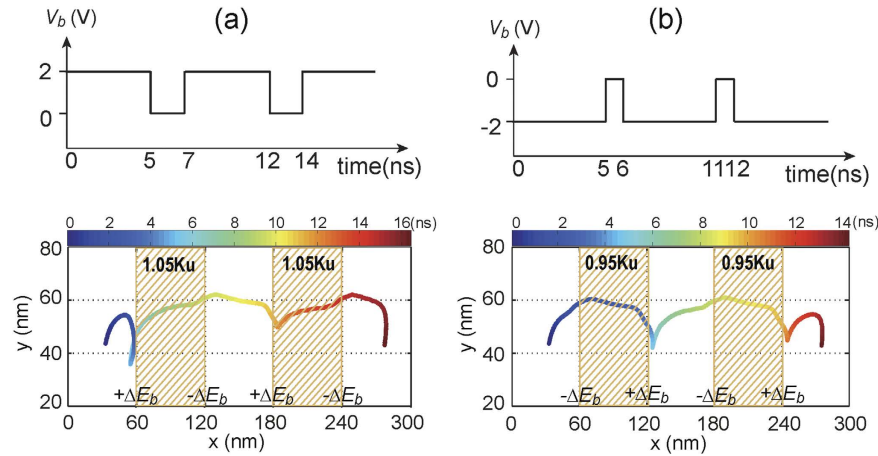 (a)
V_b (V)
2
0
0 5 7 12 14 time(ns)
(b)
V_b (V)
0
-2
0 5 6 1112 time(ns)
0 2 4 6 8 10 12 14 16 (ns)
80
60
40
20
y (nm)
1.05Ku 1.05Ku
+ΔE_b -ΔE_b +ΔE_b -ΔE_b
0 60 120 180 240 300
x (nm)
0 2 4 6 8 10 12 14(ns)
80
60
40
20
y (nm)
0.95Ku 0.95Ku
-ΔE_b +ΔE_b -ΔE_b +ΔE_b
0 60 120 180 240 300
x (nm)